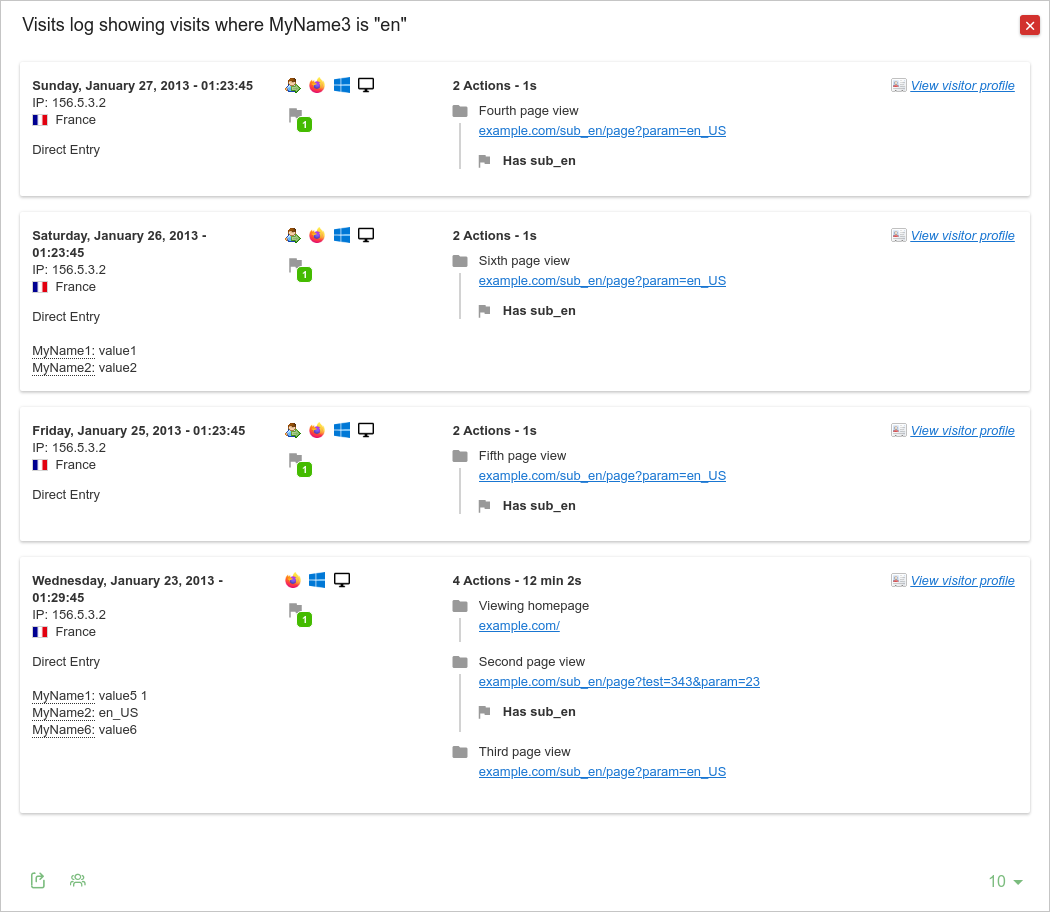 Visits log showing visits where MyName3 is "en"
Sunday, January 27, 2013 - 01:23:45
IP: 156.5.3.2
France
Direct Entry
1
2 Actions - 1s
Fourth page view
example.com/sub_en/page?param=en_US
Has sub_en
View visitor profile
Saturday, January 26, 2013 -
01:23:45
IP: 156.5.3.2
France
Direct Entry
MyName1: value1
MyName2: value2
1
2 Actions - 1s
Sixth page view
example.com/sub_en/page?param=en_US
Has sub_en
View visitor profile
Friday, January 25, 2013 - 01:23:45
IP: 156.5.3.2
France
Direct Entry
1
2 Actions - 1s
Fifth page view
example.com/sub_en/page?param=en_US
Has sub_en
View visitor profile
Wednesday, January 23, 2013 -
01:29:45
IP: 156.5.3.2
France
Direct Entry
MyName1: value5 1
MyName2: en_US
MyName6: value6
1
4 Actions - 12 min 2s
Viewing homepage
example.com/
Second page view
example.com/sub_en/page?test=343&param=23
Has sub_en
Third page view
example.com/sub_en/page?param=en_US
View visitor profile
10